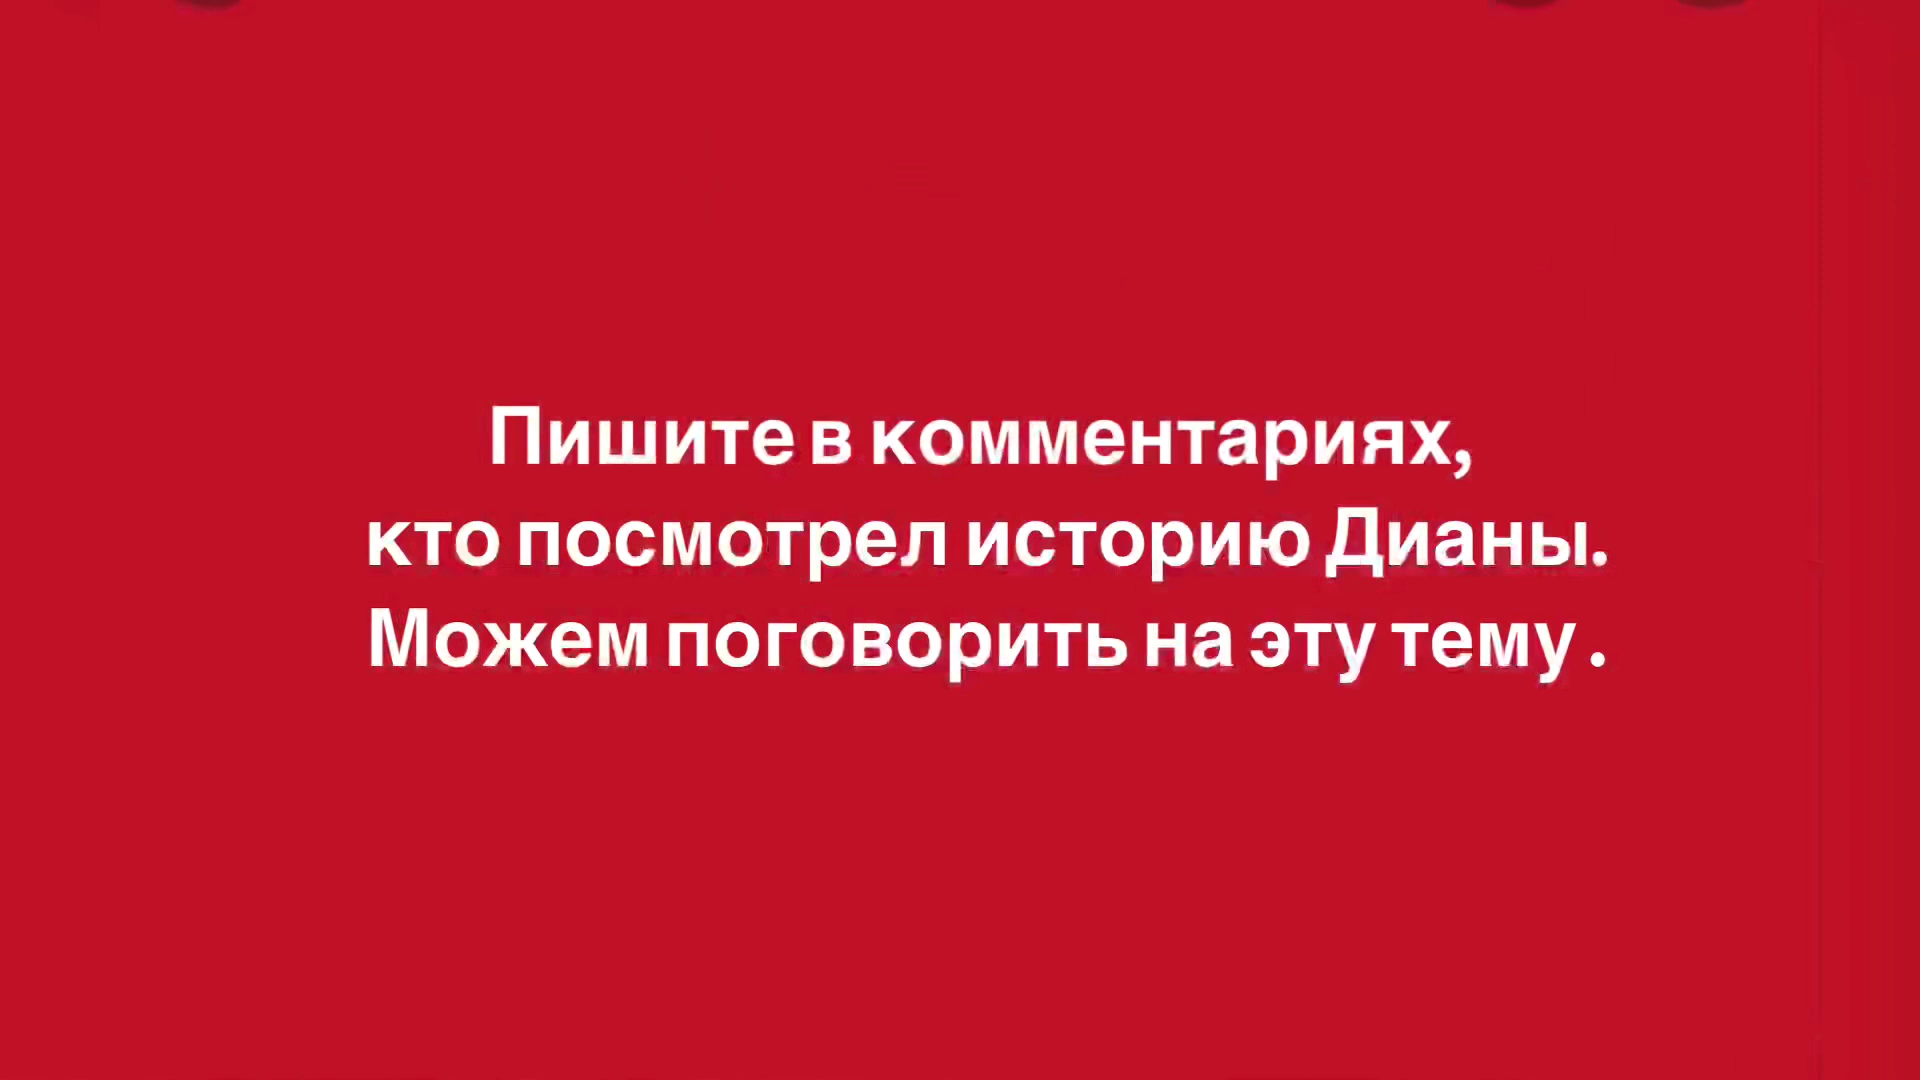 Пишите в комментариях,
кто посмотрел историю Дианы.
Можем поговорить на эту тему .